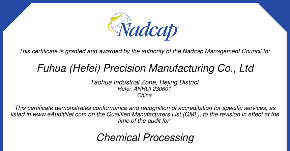 Nadcap
This certificate is granted and awarded by the authority of the Nadcap Management Council to:
Fuhua (Hefei) Precision Manufacturing Co., Ltd
Taohua Industrial Zone, Hejing District
Hefei, ANHUI 230601
China
This certificate demonstrates conformance and recognition of accreditation for specific services, as
listed in www.eAuditNet.com on the Qualified Manufacturers List (QML), to the revision in effect at the
time of the audit for:
Chemical Processing